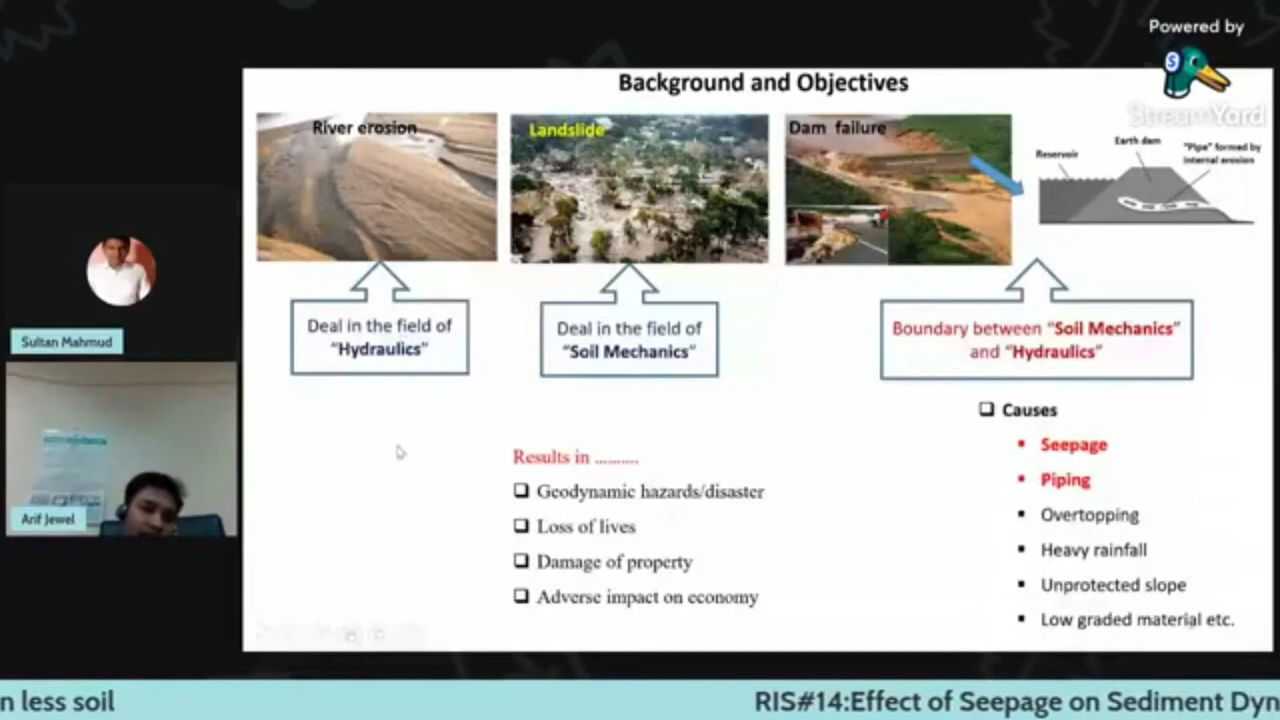 Powered by
StreamYard
Background and Objectives
River erosion
Landslide
Dam failure
Reservoir
Earth dam
"Pipe" formed by
internal erosion
Deal in the field of
"Hydraulics"
Deal in the field of
"Soil Mechanics"
Boundary between "Soil Mechanics"
and "Hydraulics"
Causes
Seepage
Piping
Overtopping
Heavy rainfall
Unprotected slope
Low graded material etc.
Results in ..........
Geodynamic hazards/disaster
Loss of lives
Damage of property
Adverse impact on economy
Sultan Mahmud
Arif Jewel
n less soil
RIS#14:Effect of Seepage on Sediment Dyn